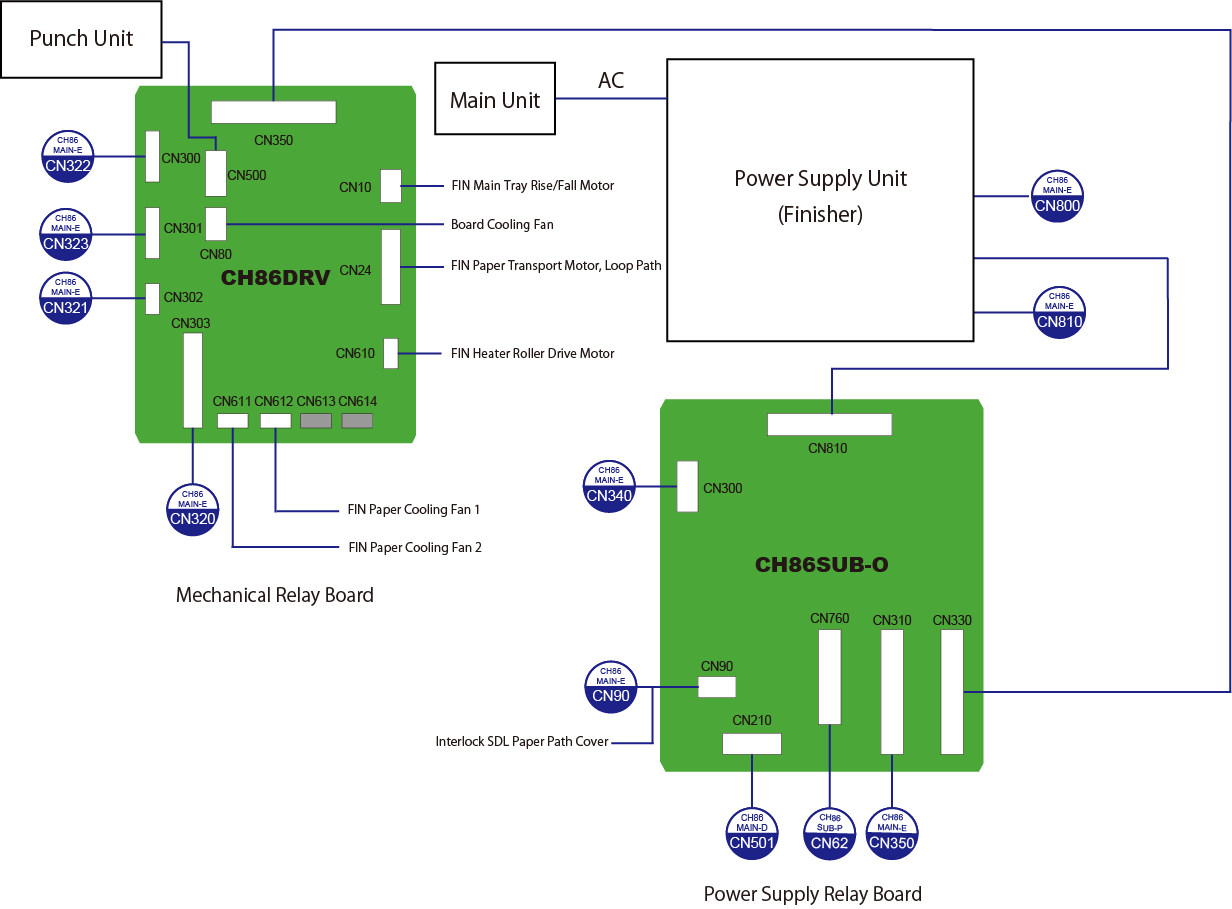 Punch Unit
Main Unit
AC
Power Supply Unit
(Finisher)
CH86
MAIN-E
CN800
CH86
MAIN-E
CN810
CN350
CH86
MAIN-E
CN322
CN300
CN500
CN10
FIN Main Tray Rise/Fall Motor
CH86
MAIN-E
CN323
CN301
CN80
Board Cooling Fan
CH86DRV
CN24
FIN Paper Transport Motor, Loop Path
CH86
MAIN-E
CN321
CN302
CN303
CN610
FIN Heater Roller Drive Motor
CN611
CN612
CN613
CN614
CH86
MAIN-E
CN320
FIN Paper Cooling Fan 1
FIN Paper Cooling Fan 2
Mechanical Relay Board
CN810
CH86
MAIN-E
CN340
CN300
CH86SUB-O
CN760
CN310
CN330
CH86
MAIN-E
CN90
CN90
CN210
Interlock SDL Paper Path Cover
CH86
MAIN-D
CN501
CH86
SUB-P
CN62
CH86
MAIN-E
CN350
Power Supply Relay Board